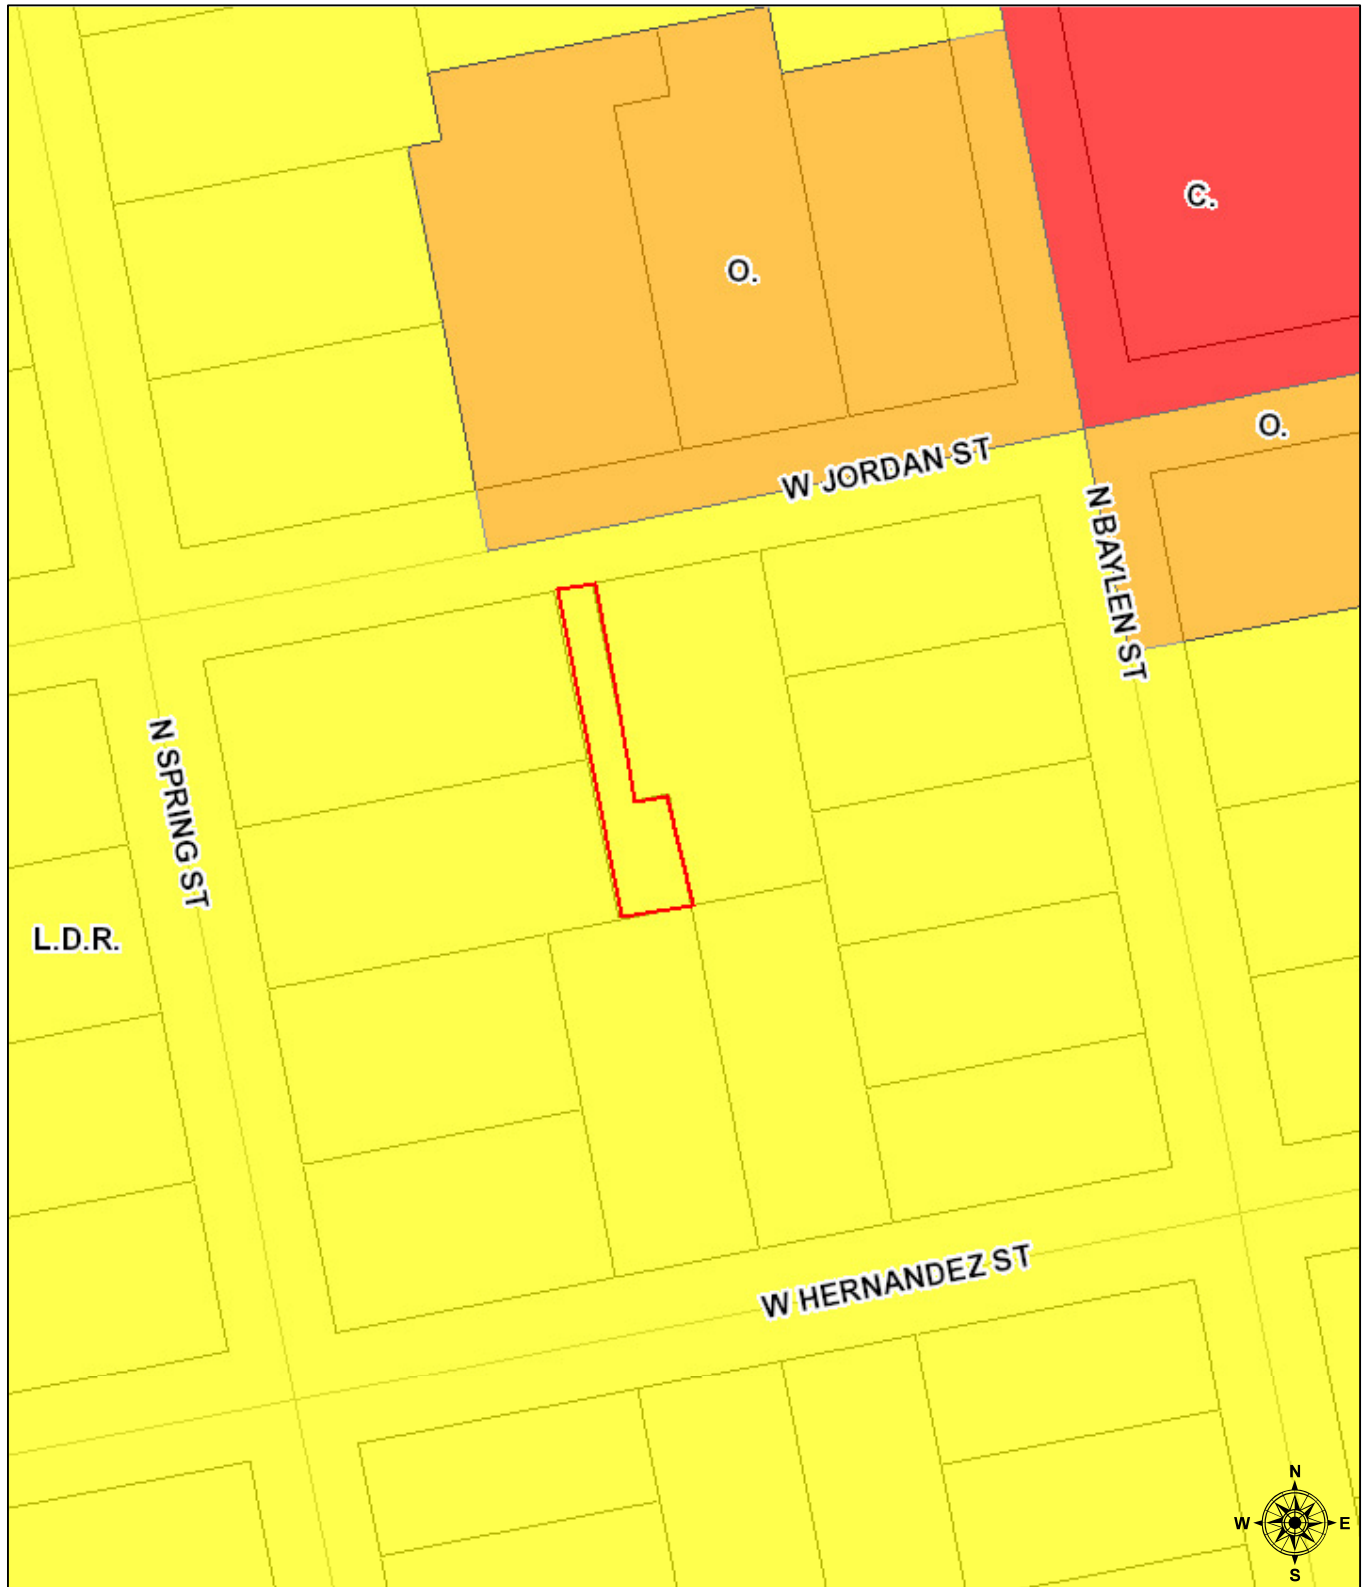 C.
O.
O.
W JORDAN ST
N BAYLEN ST
N SPRING ST
L.D.R.
W HERNANDEZ ST
N
W E
S